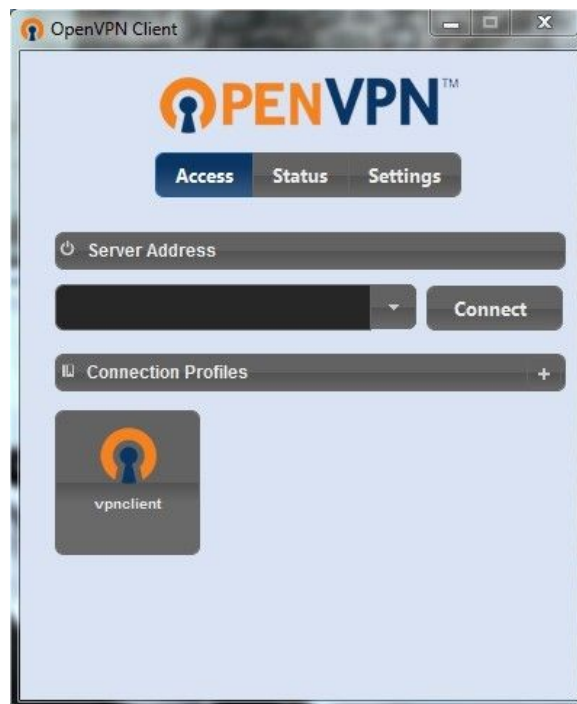 OpenVPN Client
OPENVPN™
Access Status Settings
Server Address
Connect
Connection Profiles +
vpnclient